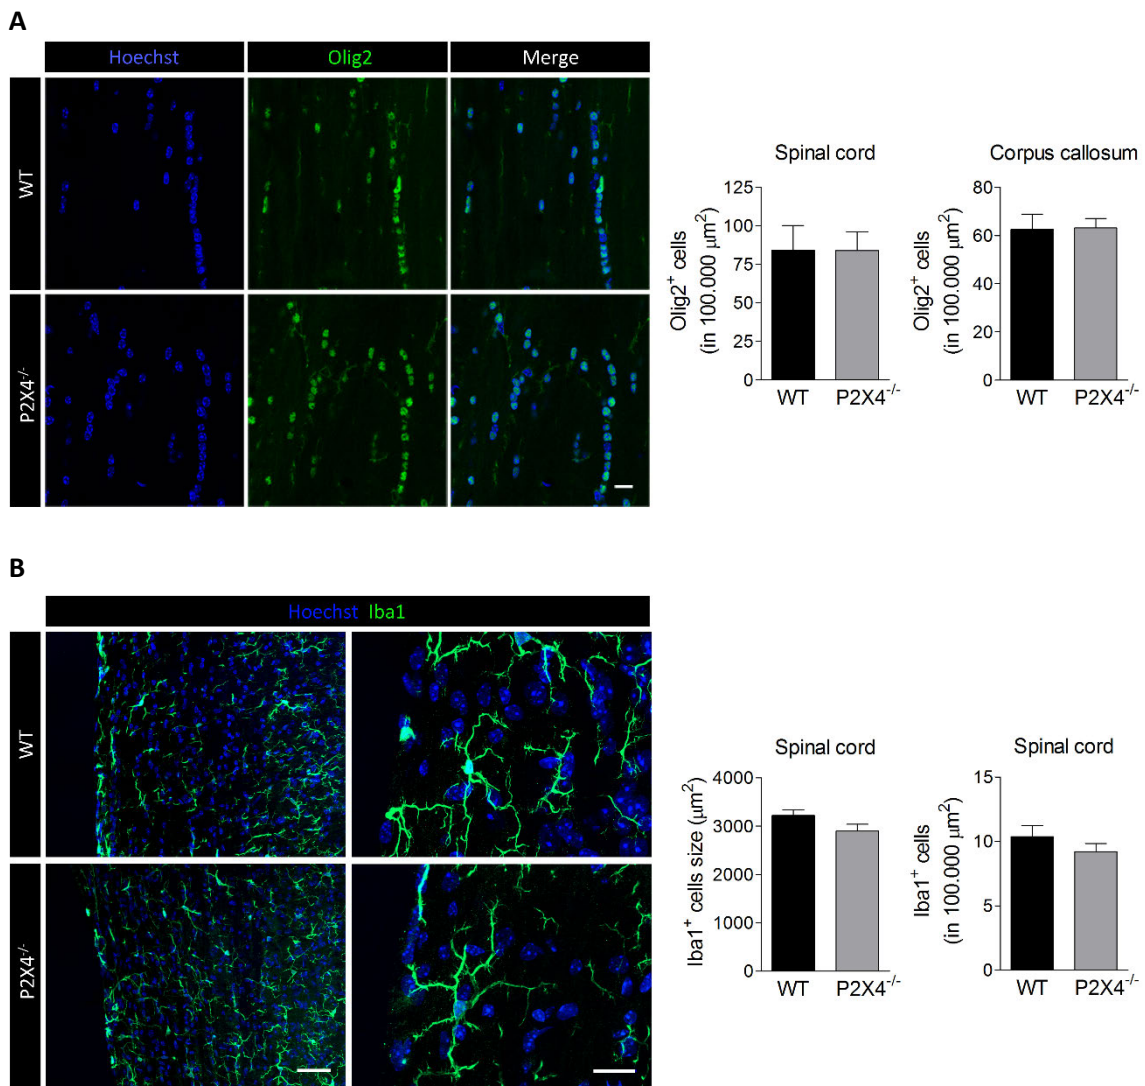 A
Hoechst Olig2 Merge
WT
P2X4-/-
Spinal cord
Olig2+ cells
(in 100.000 µm2)
125
100
75
50
25
0
WT P2X4-/-
Corpus callosum
Olig2+ cells
(in 100.000 µm2)
80
60
40
20
0
WT P2X4-/-
B
Hoechst Iba1
WT
P2X4-/-
Spinal cord
Iba1+ cells size (µm2)
4000
3000
2000
1000
0
WT P2X4-/-
Spinal cord
Iba1+ cells
(in 100.000 µm2)
15
10
5
0
WT P2X4-/-